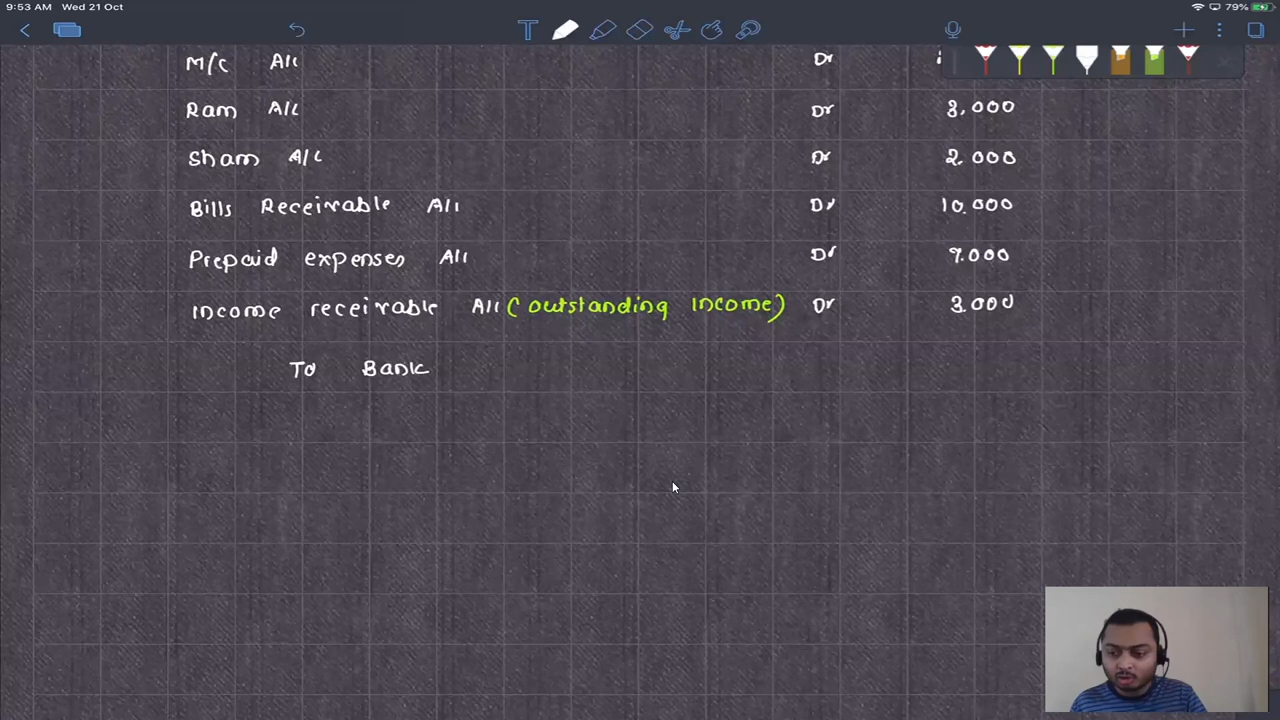 9:53 AM Wed 21 Oct 79%
T
M/C A/c Dr
Ram A/c Dr 8,000
Sham A/c Dr 2,000
Bills Receivable A/c Dr 10,000
Prepaid expenses A/c Dr 9,000
Income receivable A/c (outstanding income) Dr 3,000
To Bank